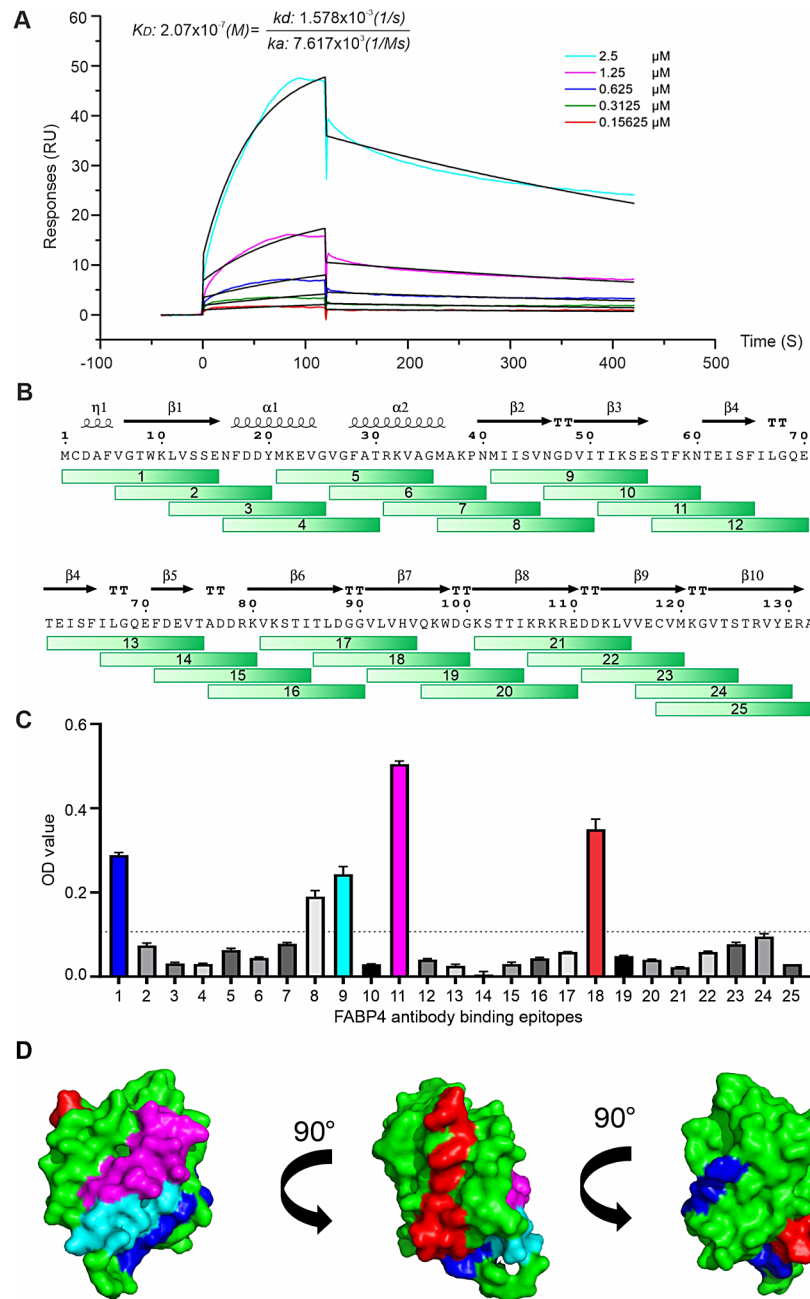 A
60
50
40
30
20
10
0
Responses (RU)
KD: 2.07x10⁻⁷(M)= kd: 1.578x10⁻³(1/s)
ka: 7.617x10³(1/Ms)
2.5 µM
1.25 µM
0.625 µM
0.3125 µM
0.15625 µM
-100 0 100 200 300 400 500
Time (S)
B
η1 β1 α1 α2 β2 TT β3 β4 TT
1 10 20 30 40 50 60 70
MCDAFVGTWKLVSSENFDDYMKEVGVGFATRKVAGMAKPNMIISVNGDVITIKSESTFKNTEISFILGQE
1 5 9
2 6 10
3 7 11
4 8 12
β4 TT β5 TT β6 TT β7 TT β8 TT β9 TT β10
70 80 90 100 110 120 130
TEISFILGQEFDEVTADDRKVKSTITLDGGVLVHVQKWDGKSTTIKRKREDDKLVVECVMKGVTSTRVYERA
13 17 21
14 18 22
15 19 23
16 20 24
25
C
0.6
0.4
0.2
0.0
OD value
1 2 3 4 5 6 7 8 9 10 11 12 13 14 15 16 17 18 19 20 21 22 23 24 25
FABP4 antibody binding epitopes
D
90° 90°